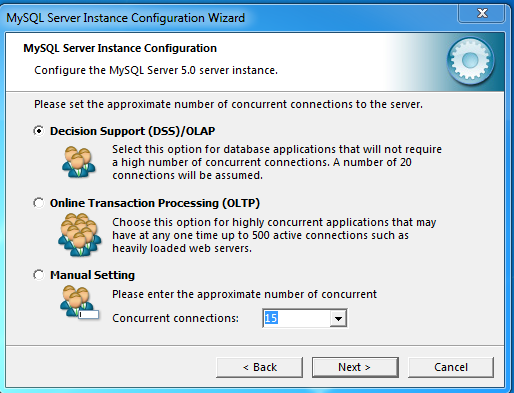 MySQL Server Instance Configuration Wizard
MySQL Server Instance Configuration
Configure the MySQL Server 5.0 server instance.
Please set the approximate number of concurrent connections to the server.
Decision Support (DSS)/OLAP
Select this option for database applications that will not require
a high number of concurrent connections. A number of 20
connections will be assumed.
Online Transaction Processing (OLTP)
Choose this option for highly concurrent applications that may
have at any one time up to 500 active connections such as
heavily loaded web servers.
Manual Setting
Please enter the approximate number of concurrent
Concurrent connections: 15
< Back Next > Cancel